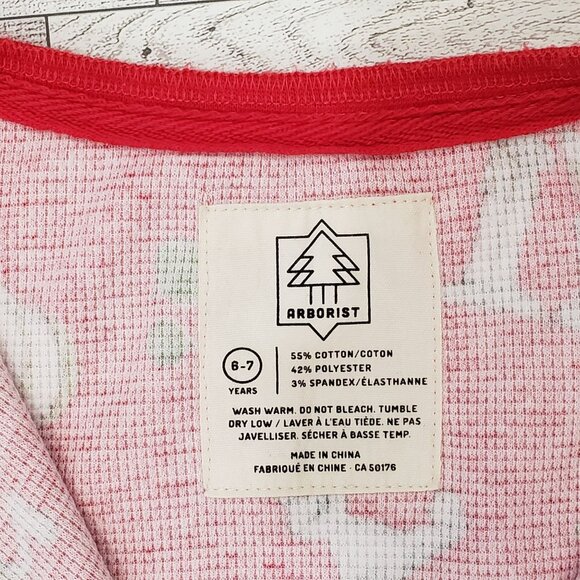 ARBORIST
6-7
YEARS
55% COTTON/COTON
42% POLYESTER
3% SPANDEX/ÉLASTHANNE
WASH WARM. DO NOT BLEACH. TUMBLE
DRY LOW / LAVER À L'EAU TIÈDE. NE PAS
JAVELLISER. SÉCHER À BASSE TEMP.
MADE IN CHINA
FABRIQUÉ EN CHINE · CA 50176